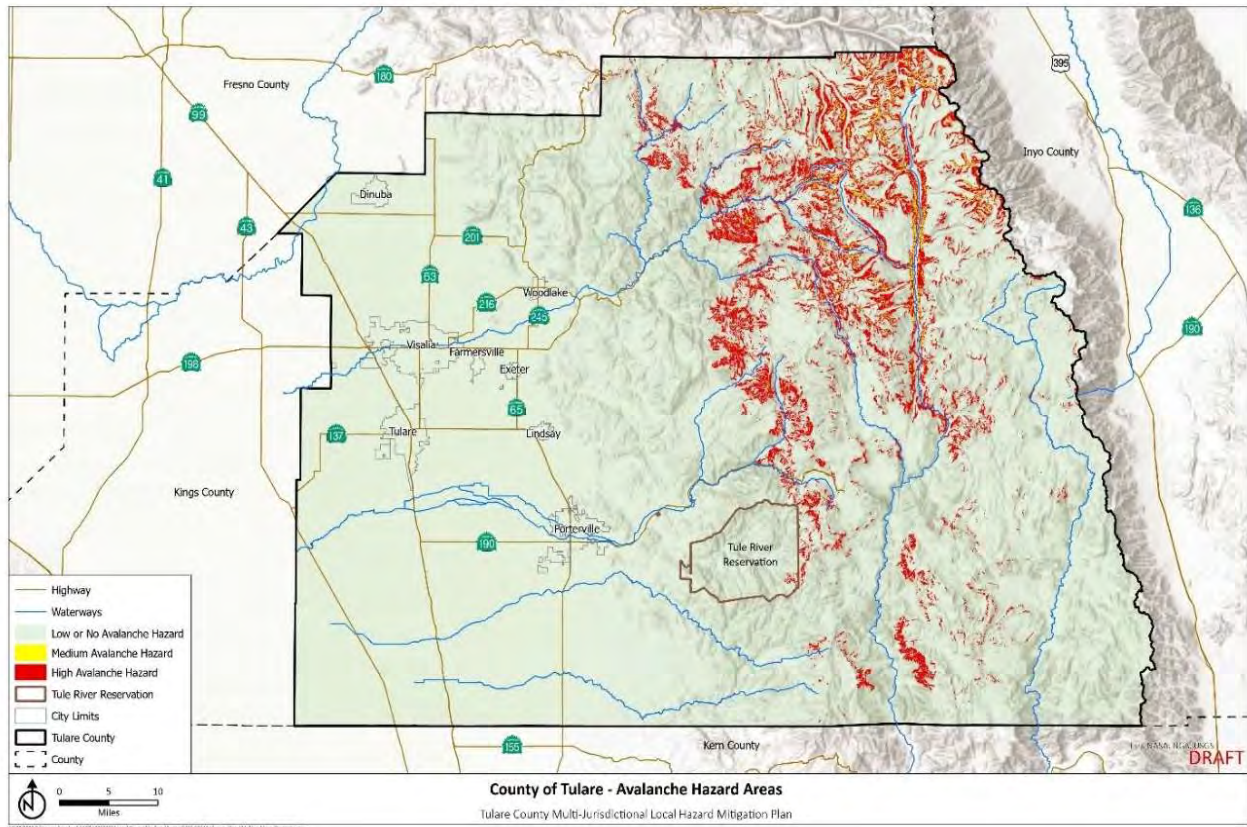 Fresno County
180
99
395
Inyo County
41
Dinuba
136
43
201
63
Woodlake
216
245
190
Visalia
Farmersville
198
Exeter
65
Tulare
137
Lindsay
Kings County
Porterville
190
Tule River
Reservation
Highway
Waterways
Low or No Avalanche Hazard
Medium Avalanche Hazard
High Avalanche Hazard
Tule River Reservation
City Limits
Tulare County
County
155
Kern County
DRAFT
N
0 5 10
Miles
County of Tulare - Avalanche Hazard Areas
Tulare County Multi-Jurisdictional Local Hazard Mitigation Plan